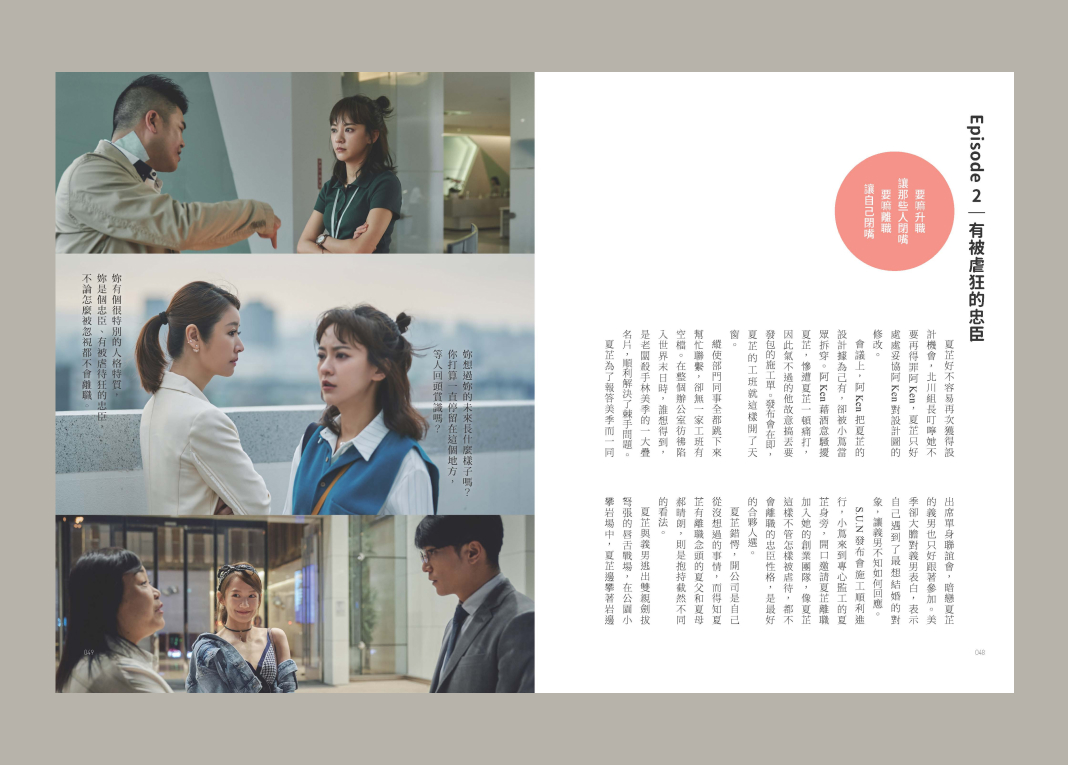 Episode 2｜有被虐狂的忠臣
要嘛升職
讓那些人閉嘴
要嘛離職
讓自己閉嘴
夏芷好不容易再次獲得設
計機會，北川組長叮嚀她不
要再得罪阿 Ken，夏芷只好
處處妥協阿 Ken 對設計圖的
修改。
會議上，阿 Ken 把夏芷的
設計據為己有，卻被小蔦當
眾拆穿。阿 Ken 藉酒意騷擾
夏芷，慘遭夏芷一頓痛打，
因此氣不過的他故意搞丟要
發包的施工單。發布會在即，
夏芷的工班就這樣開了天
窗。
縱使部門同事全都跳下來
幫忙聯繫，卻無一家工班有
空檔。在整個辦公室彷彿陷
入世界末日時，誰想得到，
是老闆殺手林美季的一大疊
名片，順利解決了棘手問題。
夏芷為了報答美季而一同
出席單身聯誼會，暗戀夏芷
的義男也只好跟著參加。美
季卻大膽對義男表白，表示
自己遇到了最想結婚的對
象，讓義男不知如何回應。
S.U.N 發布會施工順利進
行，小蔦來到專心監工的夏
芷身旁，開口邀請夏芷離職
加入她的創業團隊，像夏芷
這樣不管怎樣被虐待，都不
會離職的忠臣性格，是最好
的合夥人選。
夏芷錯愕，開公司是自己
從沒想過的事情，而得知夏
芷有離職念頭的夏父和夏母
郝晴朗，則是抱持截然不同
的看法。
夏芷與義男逃出雙親劍拔
弩張的唇舌戰場，在公園小
攀岩場中，夏芷邊攀著岩邊
048
妳想過妳的未來長什麼樣子嗎？
你打算一直停留在這個地方，
等人回頭賞識嗎？
妳有個很特別的人格特質，
妳是個忠臣、有被虐待狂的忠臣
不論怎麼被忽視都不會離職
049